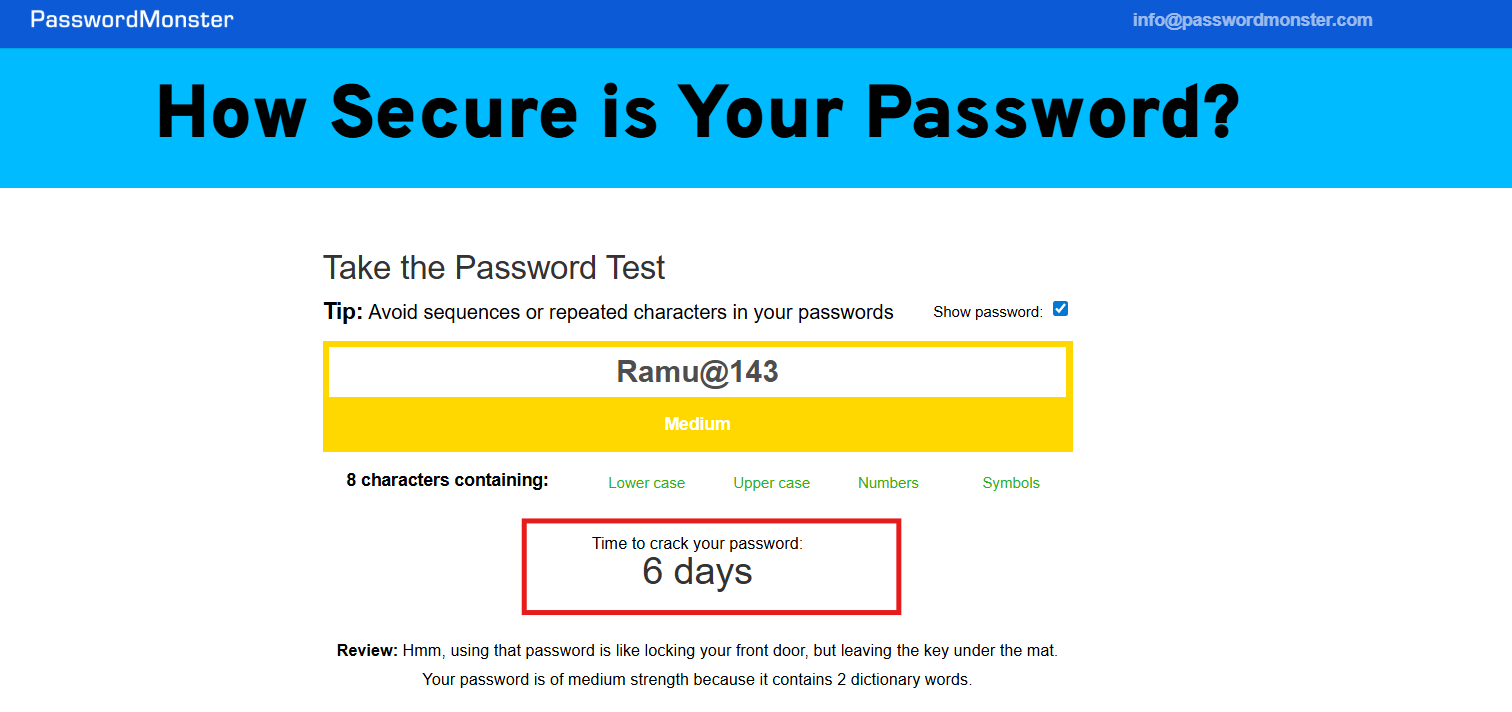 PasswordMonster
info@passwordmonster.com
How Secure is Your Password?
Take the Password Test
Tip: Avoid sequences or repeated characters in your passwords
Show password:
Ramu@143
Medium
8 characters containing:
Lower case
Upper case
Numbers
Symbols
Time to crack your password:
6 days
Review: Hmm, using that password is like locking your front door, but leaving the key under the mat.
Your password is of medium strength because it contains 2 dictionary words.